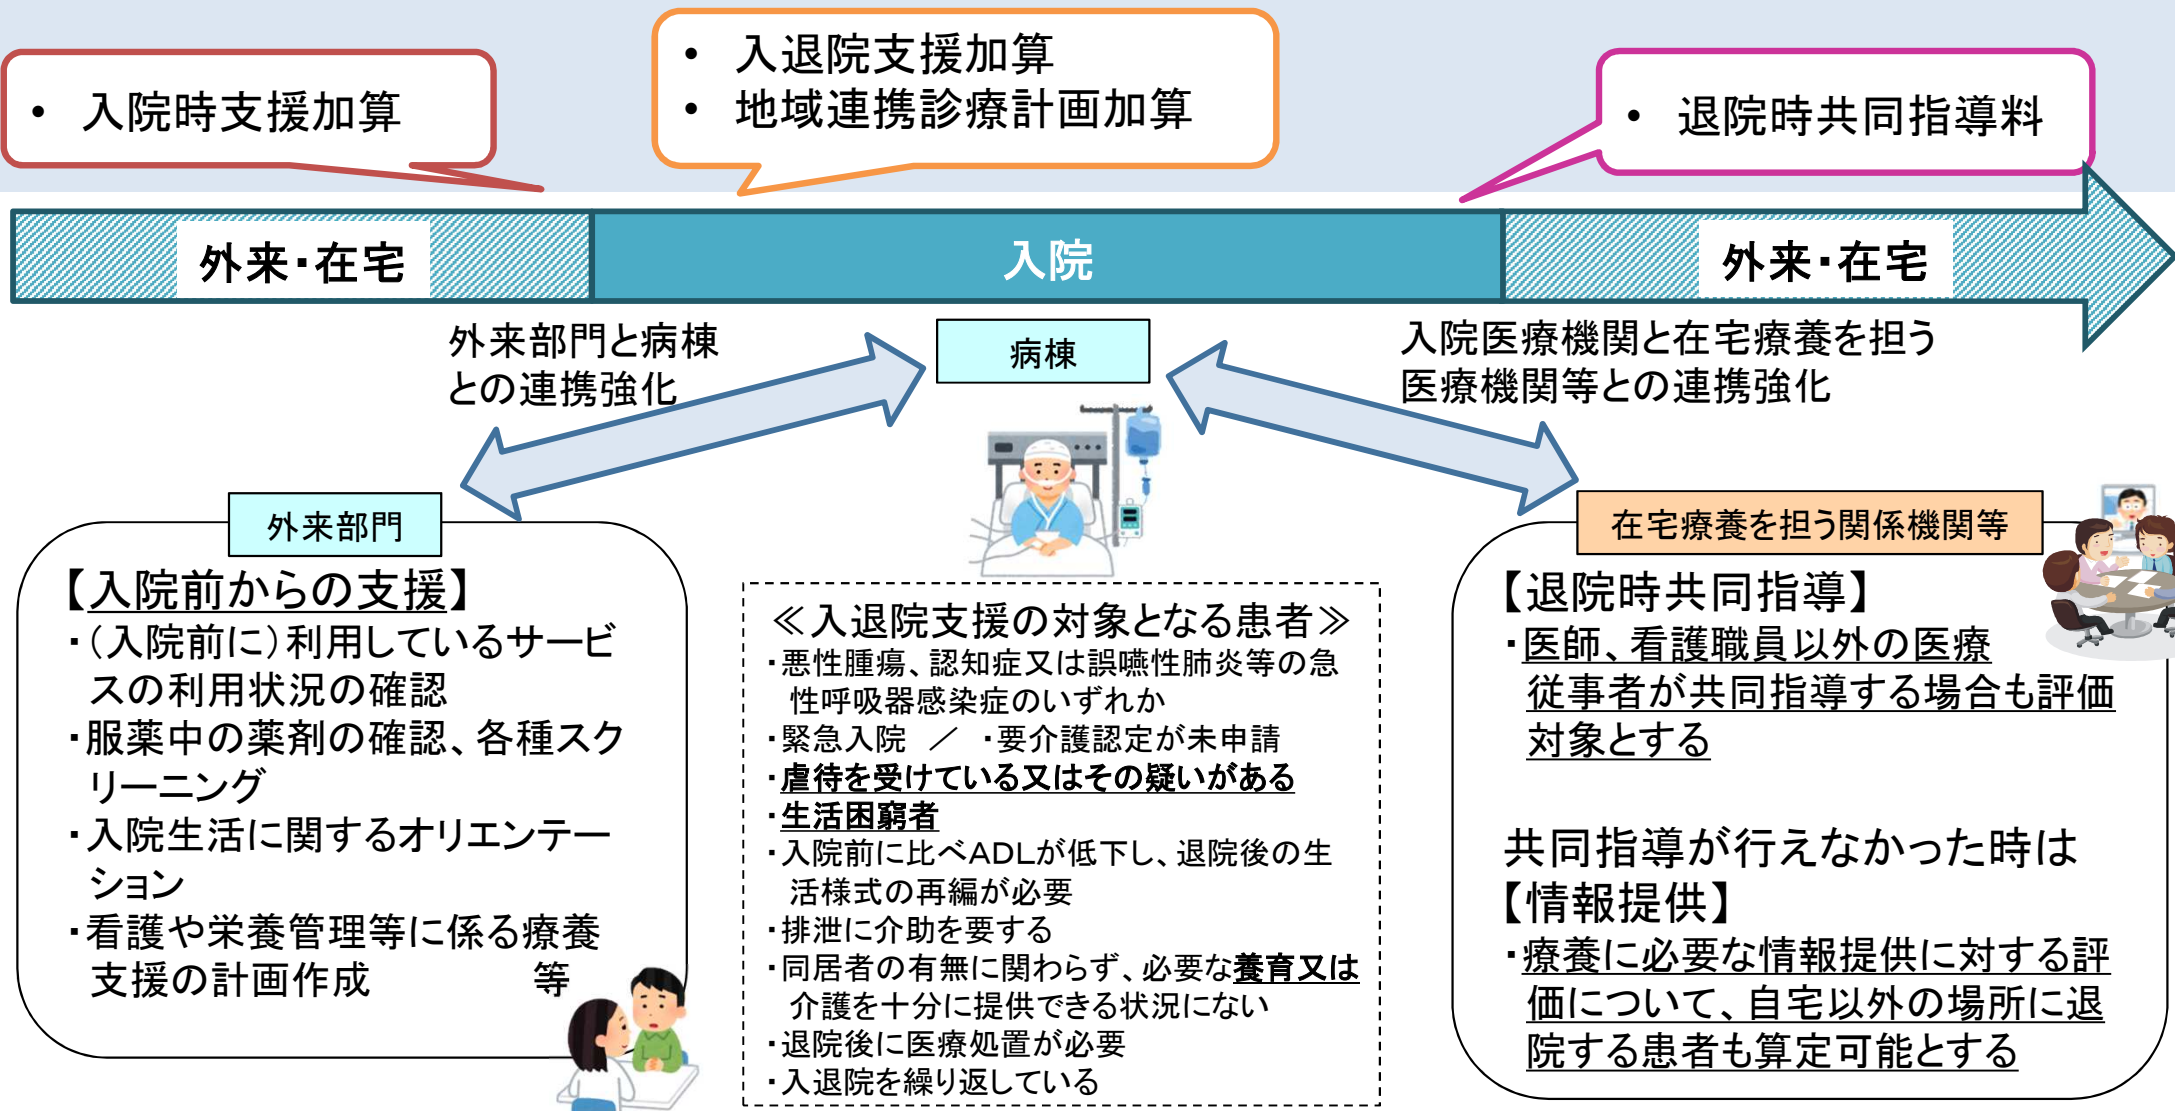 ・入院時支援加算
・入退院支援加算
・地域連携診療計画加算
・退院時共同指導料
外来・在宅
入院
外来・在宅
外来部門と病棟
との連携強化
病棟
入院医療機関と在宅療養を担う
医療機関等との連携強化
外来部門
【入院前からの支援】
・(入院前に)利用しているサービ
スの利用状況の確認
・服薬中の薬剤の確認、各種スク
リーニング
・入院生活に関するオリエンテー
ション
・看護や栄養管理等に係る療養
支援の計画作成 等
≪入退院支援の対象となる患者≫
・悪性腫瘍、認知症又は誤嚥性肺炎等の急
性呼吸器感染症のいずれか
・緊急入院 ／ ・要介護認定が未申請
・虐待を受けている又はその疑いがある
・生活困窮者
・入院前に比べADLが低下し、退院後の生
活様式の再編が必要
・排泄に介助を要する
・同居者の有無に関わらず、必要な養育又は
介護を十分に提供できる状況にない
・退院後に医療処置が必要
・入退院を繰り返している
在宅療養を担う関係機関等
【退院時共同指導】
・医師、看護職員以外の医療
従事者が共同指導する場合も評価
対象とする
共同指導が行えなかった時は
【情報提供】
・療養に必要な情報提供に対する評
価について、自宅以外の場所に退
院する患者も算定可能とする